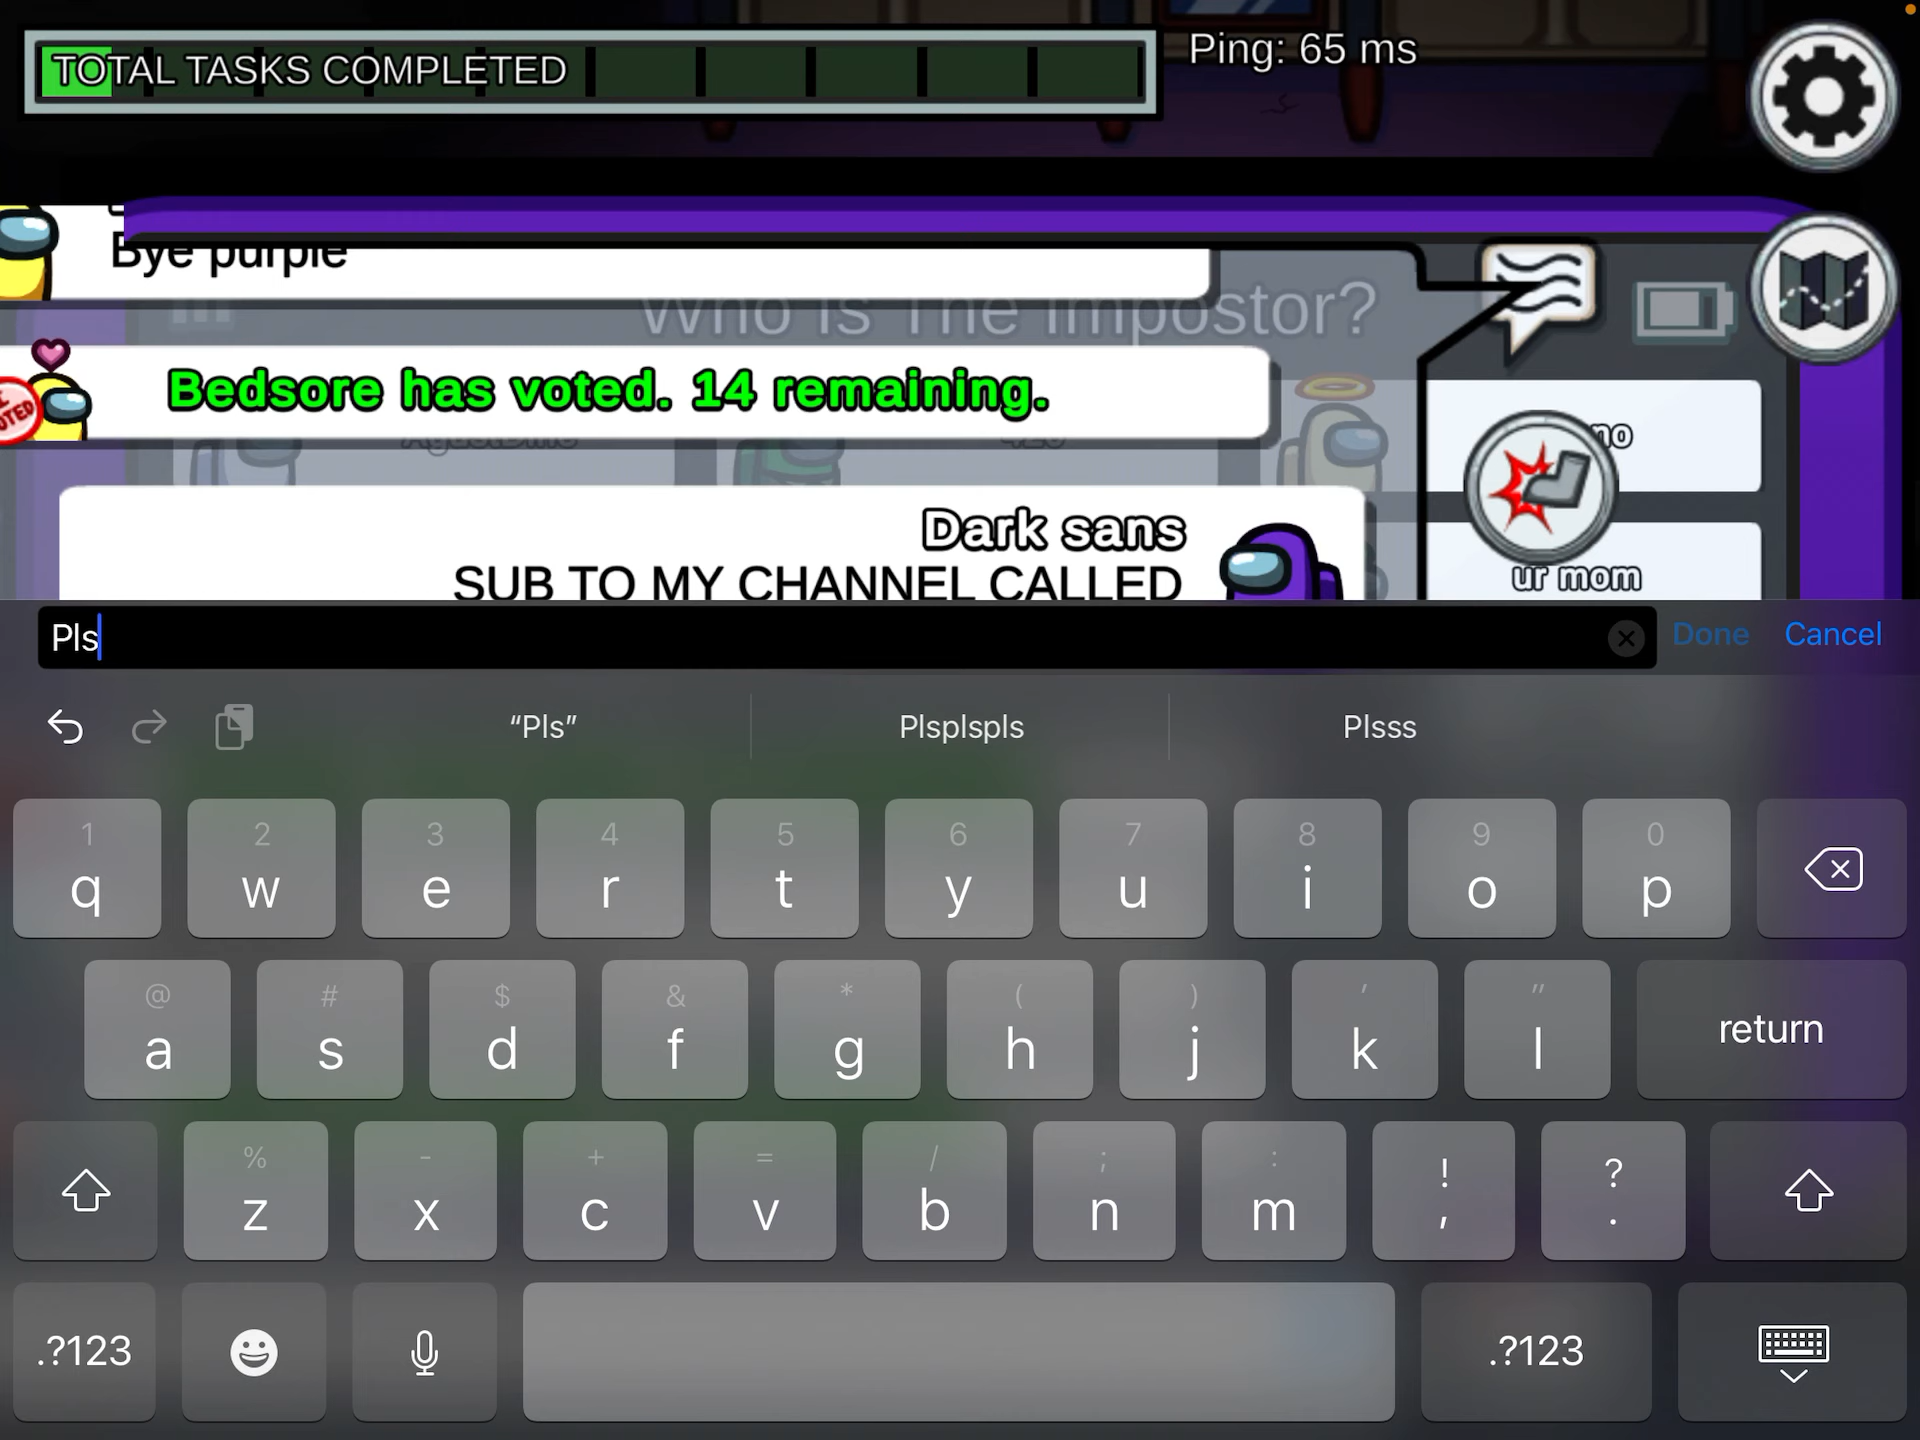 TOTAL TASKS COMPLETED
Ping: 65 ms
Bye purple
Who Is The Impostor?
Bedsore has voted. 14 remaining.
no
Dark sans
SUB TO MY CHANNEL CALLED
ur mom
Pls
Done
Cancel
“Pls”
Plsplspls
Plsss
1 2 3 4 5 6 7 8 9 0
q w e r t y u i o p
@ # $ & * ( ) ' "
a s d f g h j k l return
% - + = / ; : ! ?
z x c v b n m , .
.?123
.?123